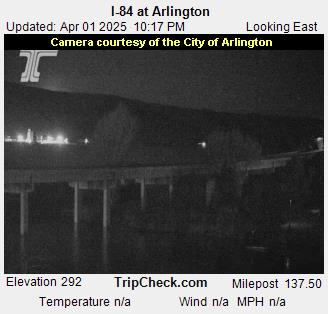 I-84 at Arlington
Updated: Apr 01 2025 10:17 PM Looking East
Camera courtesy of the City of Arlington
Elevation 292 TripCheck.com Milepost 137.50
Temperature n/a Wind n/a MPH n/a